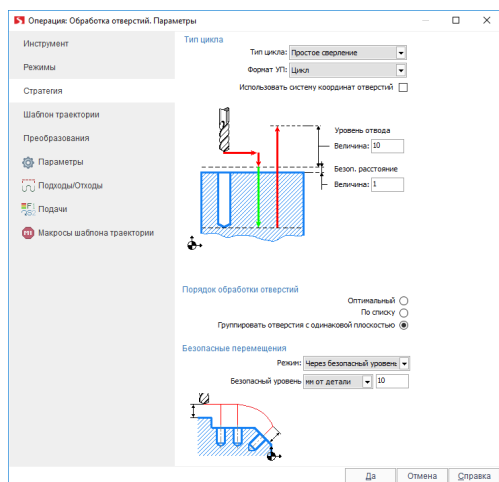 Операция: Обработка отверстий. Параметры
Инструмент
Режимы
Стратегия
Шаблон траектории
Преобразования
Параметры
Подходы/Отходы
Подачи
Макросы шаблона траектории
Тип цикла
Тип цикла: Простое сверление
Формат УП: Цикл
Использовать систему координат отверстий
Уровень отвода
Величина: 10
Безоп. расстояние
Величина: 1
Порядок обработки отверстий
Оптимальный
По списку
Группировать отверстия с одинаковой плоскостью
Безопасные перемещения
Режим: Через безопасный уровень
Безопасный уровень мм от детали 10
Да Отмена Справка